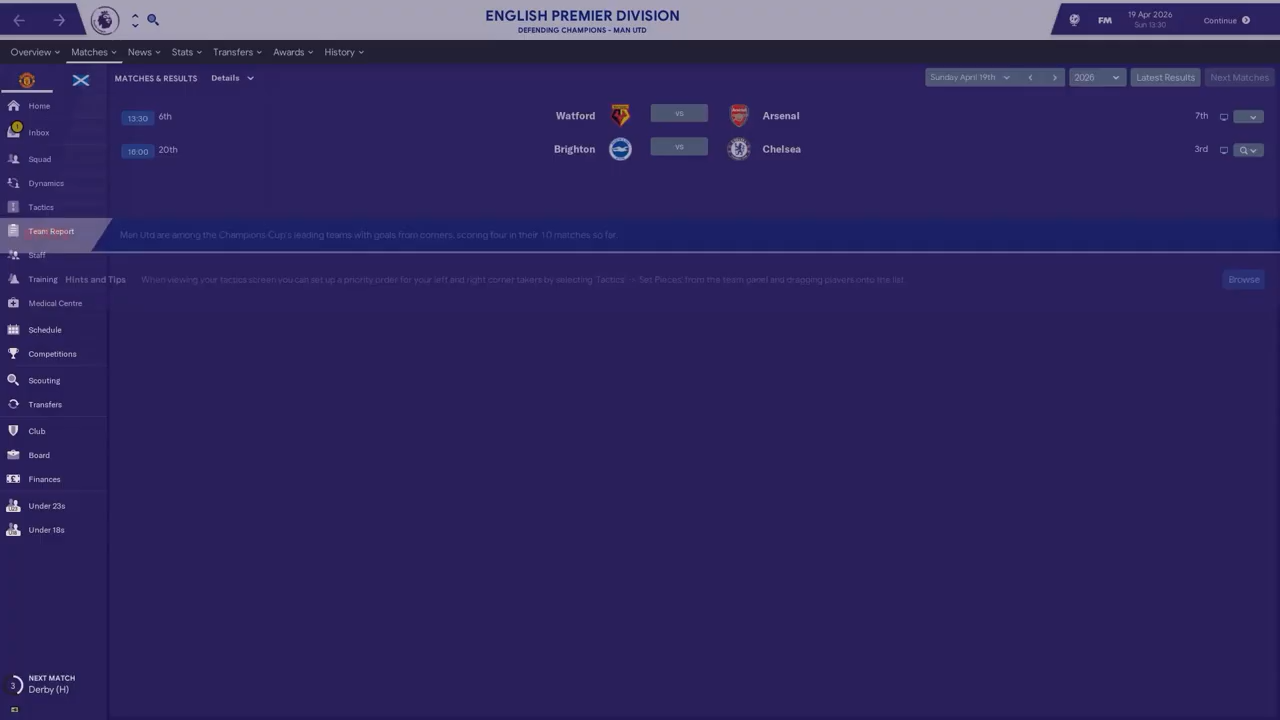 ENGLISH PREMIER DIVISION
DEFENDING CHAMPIONS - MAN UTD
19 Apr 2026
Sun 13:30
FM
Continue
Overview Matches News Stats Transfers Awards History
MATCHES & RESULTS Details
Sunday April 19th 2026 Latest Results Next Matches
13:30 6th Watford vs Arsenal 7th
16:00 20th Brighton vs Chelsea 3rd
Home
1
Inbox
Squad
Dynamics
Tactics
Team Report
Man Utd are among the Champions Cup's leading teams with goals from corners, scoring four in their 10 matches so far.
Staff
Training
Hints and Tips When viewing your tactics screen you can set up a priority order for your left and right corner takers by selecting 'Tactics -> Set Pieces' from the team panel and dragging players onto the list. Browse
Medical Centre
Schedule
Competitions
Scouting
Transfers
Club
Board
Finances
Under 23s
Under 18s
NEXT MATCH
3 Derby (H)